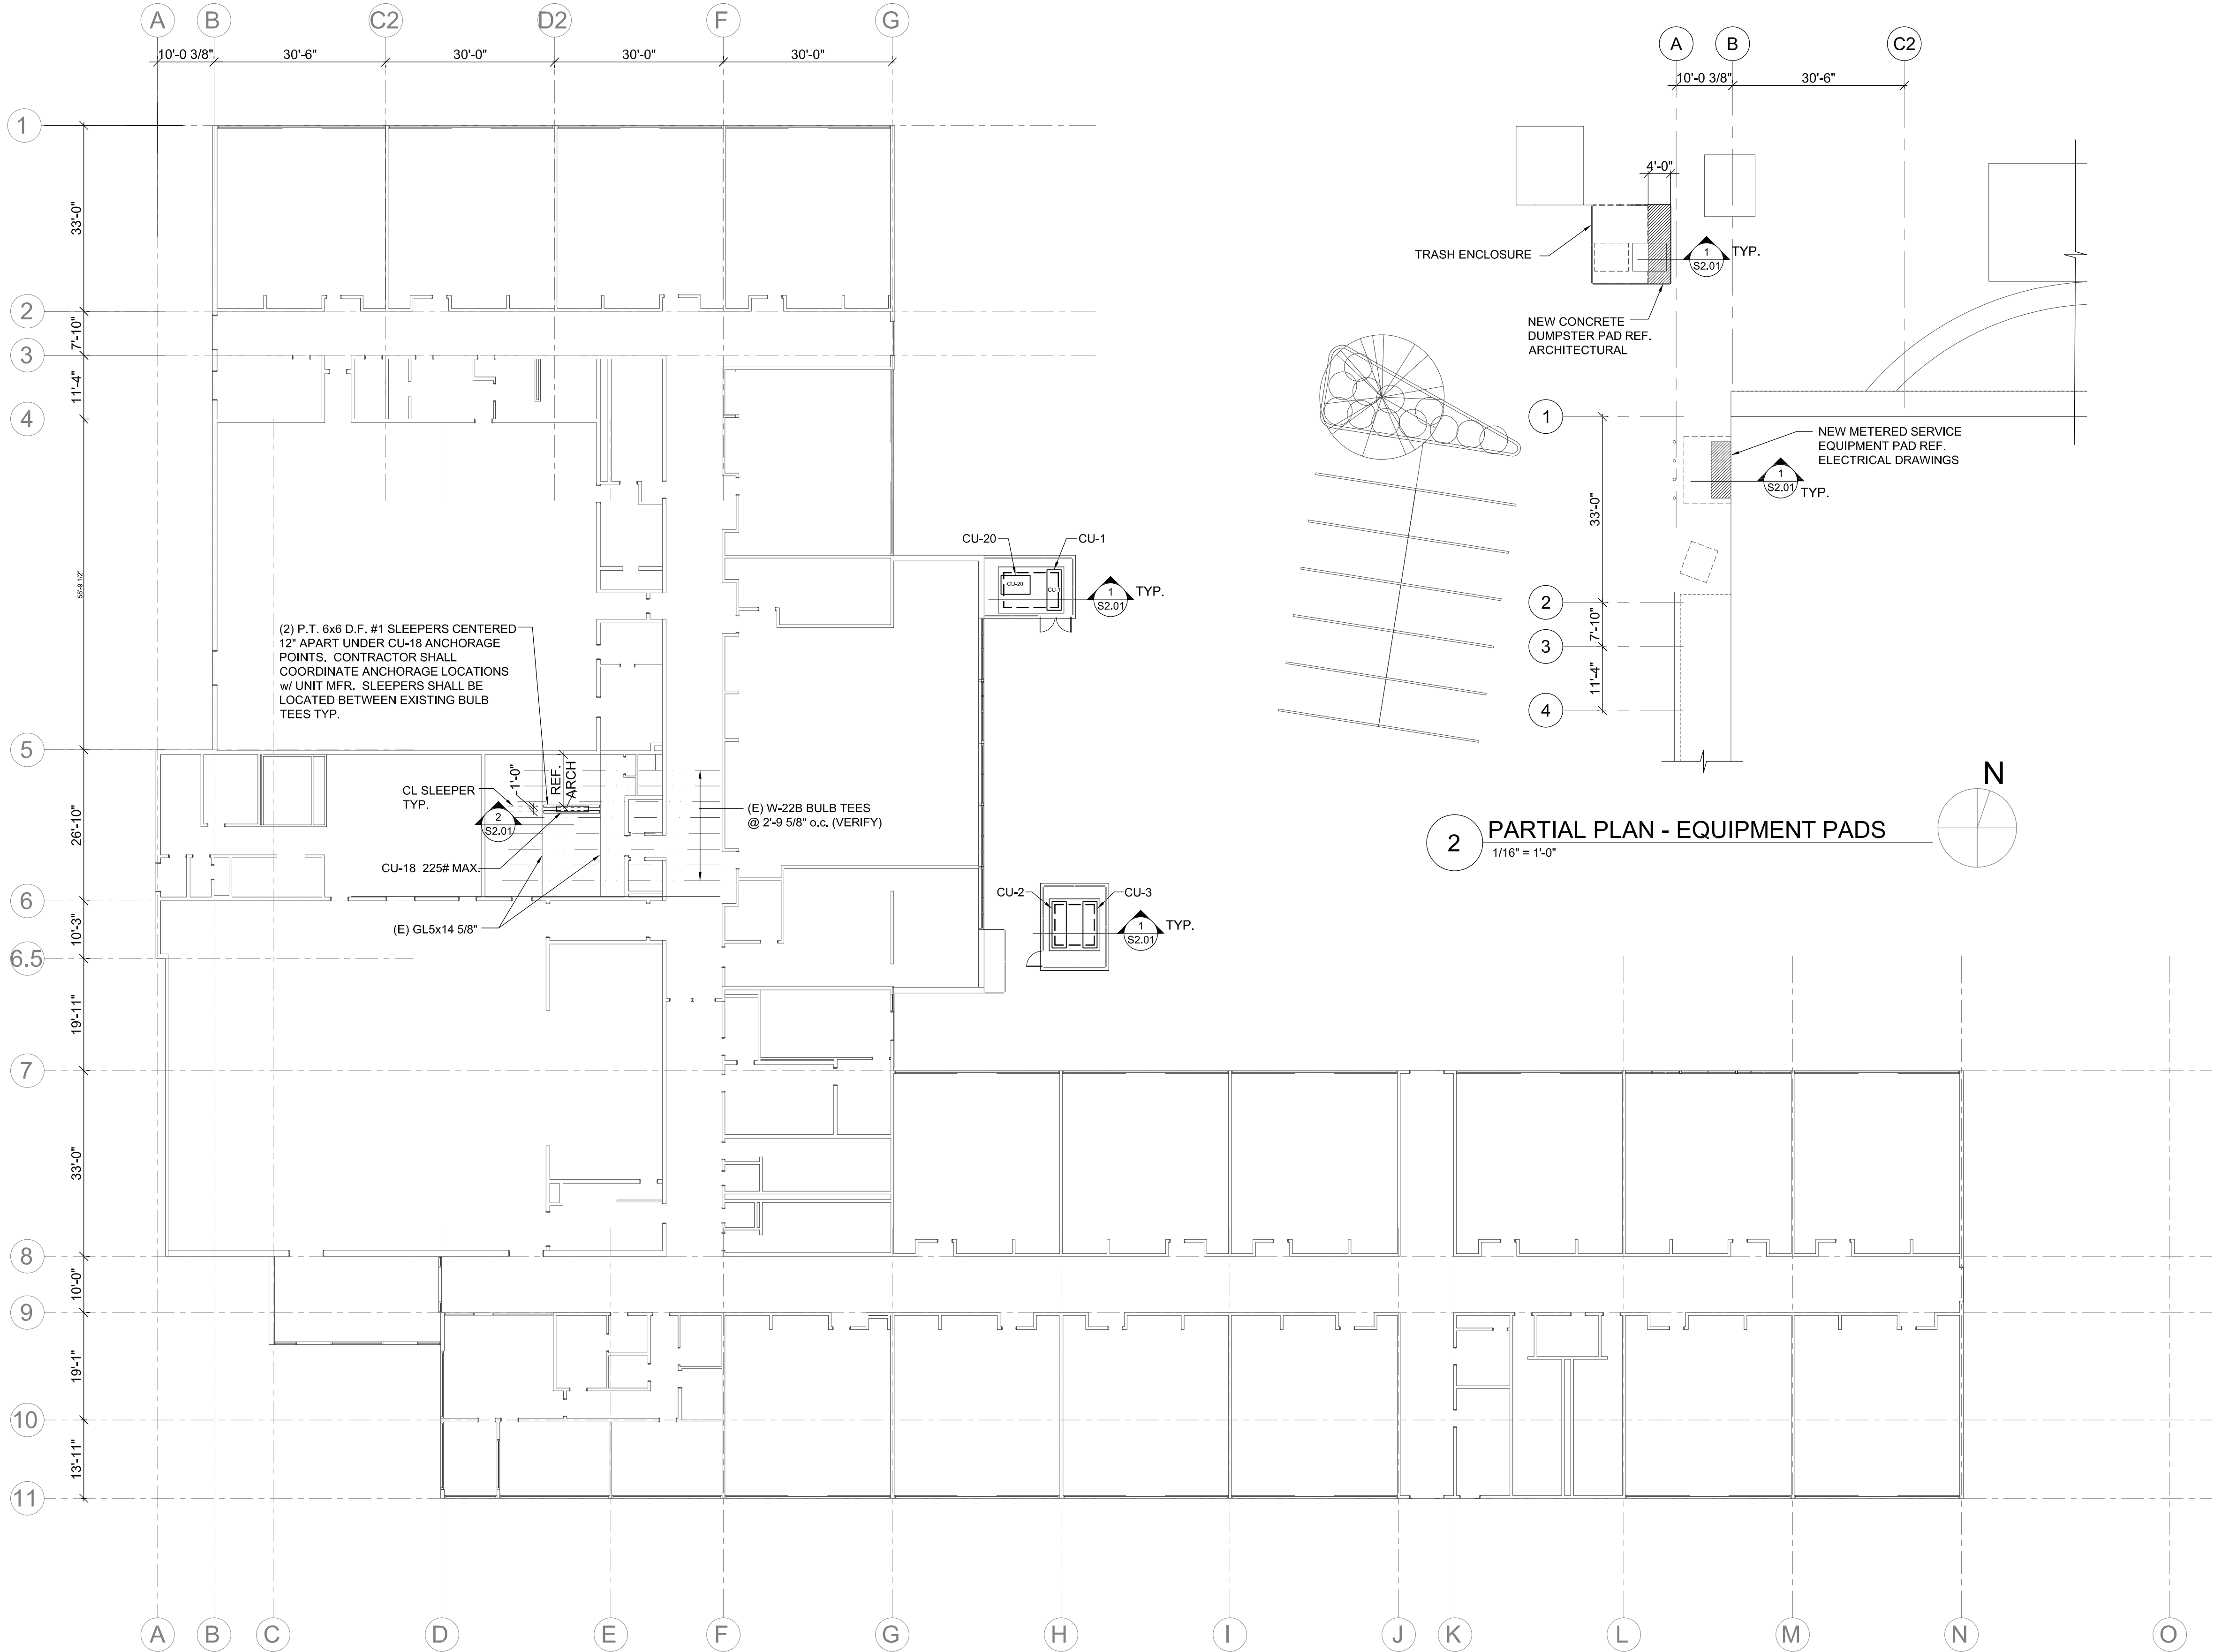 A
B
C2
D2
F
G
10'-0 3/8"
30'-6"
30'-0"
30'-0"
30'-0"
1
2
3
4
5
6
6.5
7
8
9
10
11
33'-0"
7'-10"
11'-4"
58'-9 1/2"
26'-10"
10'-3"
19'-11"
33'-0"
10'-0"
19'-1"
13'-11"
(2) P.T. 6x6 D.F. #1 SLEEPERS CENTERED
12" APART UNDER CU-18 ANCHORAGE
POINTS. CONTRACTOR SHALL
COORDINATE ANCHORAGE LOCATIONS
w/ UNIT MFR. SLEEPERS SHALL BE
LOCATED BETWEEN EXISTING BULB
TEES TYP.
CL SLEEPER
TYP.
2
S2.01
1'-0"
REF.
ARCH
CU-18 225# MAX.
(E) GL5x14 5/8"
(E) W-22B BULB TEES
@ 2'-9 5/8" o.c. (VERIFY)
CU-20
CU-1
CU-20
CU-1
1
S2.01
TYP.
CU-2
CU-3
1
S2.01
TYP.
A
B
C
D
E
F
G
H
I
J
K
L
M
N
O
A
B
C2
10'-0 3/8"
30'-6"
4'-0"
TRASH ENCLOSURE
1
S2.01
TYP.
NEW CONCRETE
DUMPSTER PAD REF.
ARCHITECTURAL
1
2
3
4
33'-0"
7'-10"
11'-4"
NEW METERED SERVICE
EQUIPMENT PAD REF.
ELECTRICAL DRAWINGS
1
S2.01
TYP.
N
2
PARTIAL PLAN - EQUIPMENT PADS
1/16" = 1'-0"